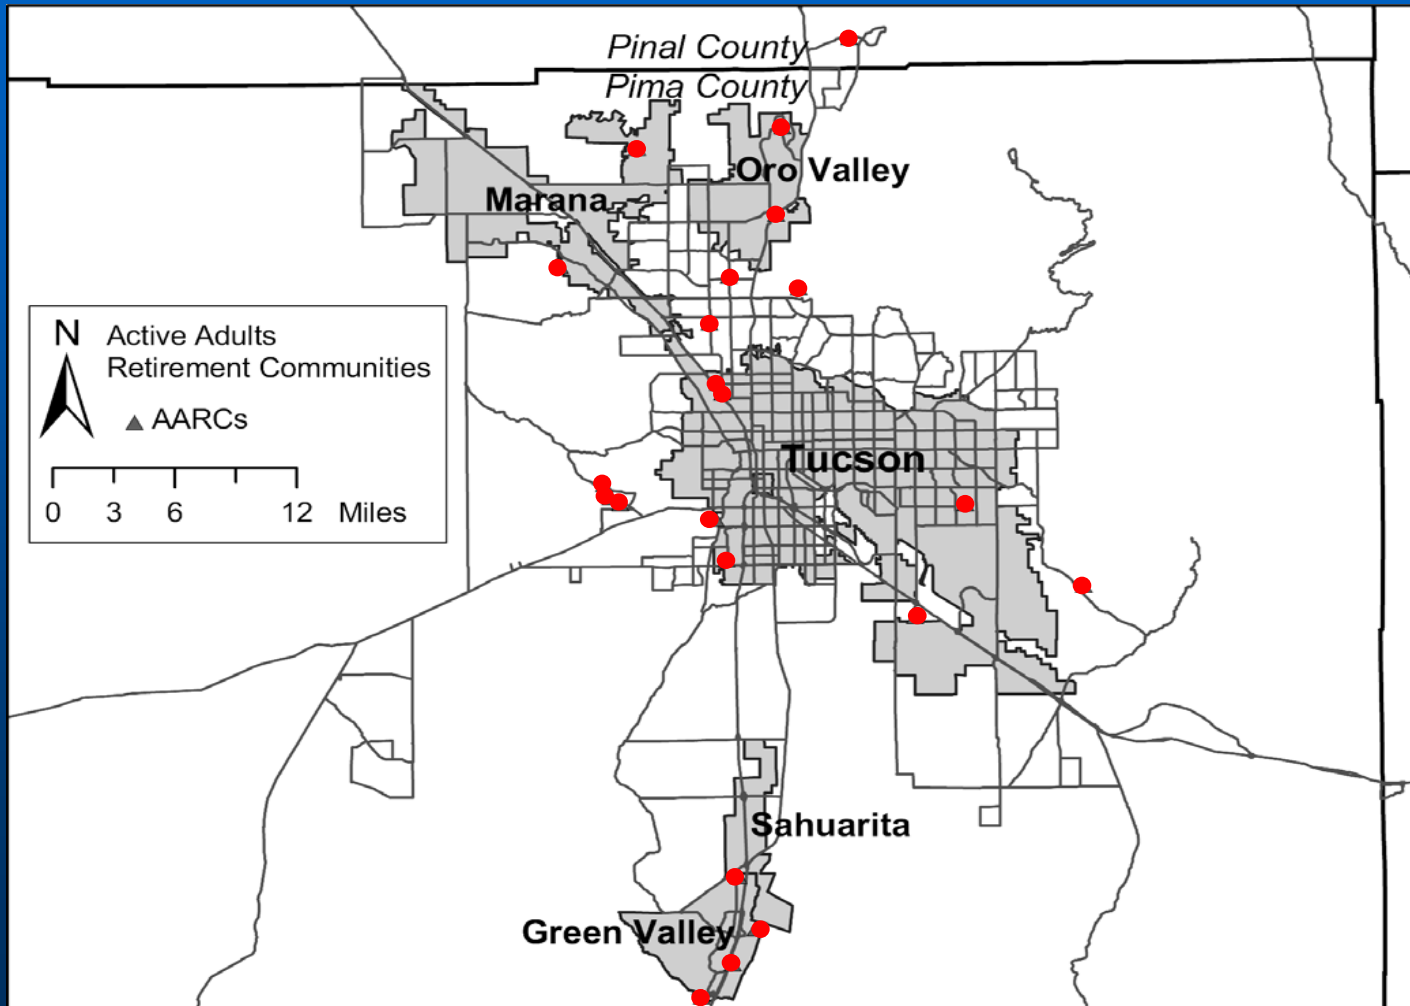 Pinal County
Pima County
Oro Valley
Marana
N
Active Adults
Retirement Communities
AARCs
0 3 6 12 Miles
Tucson
Sahuarita
Green Valley